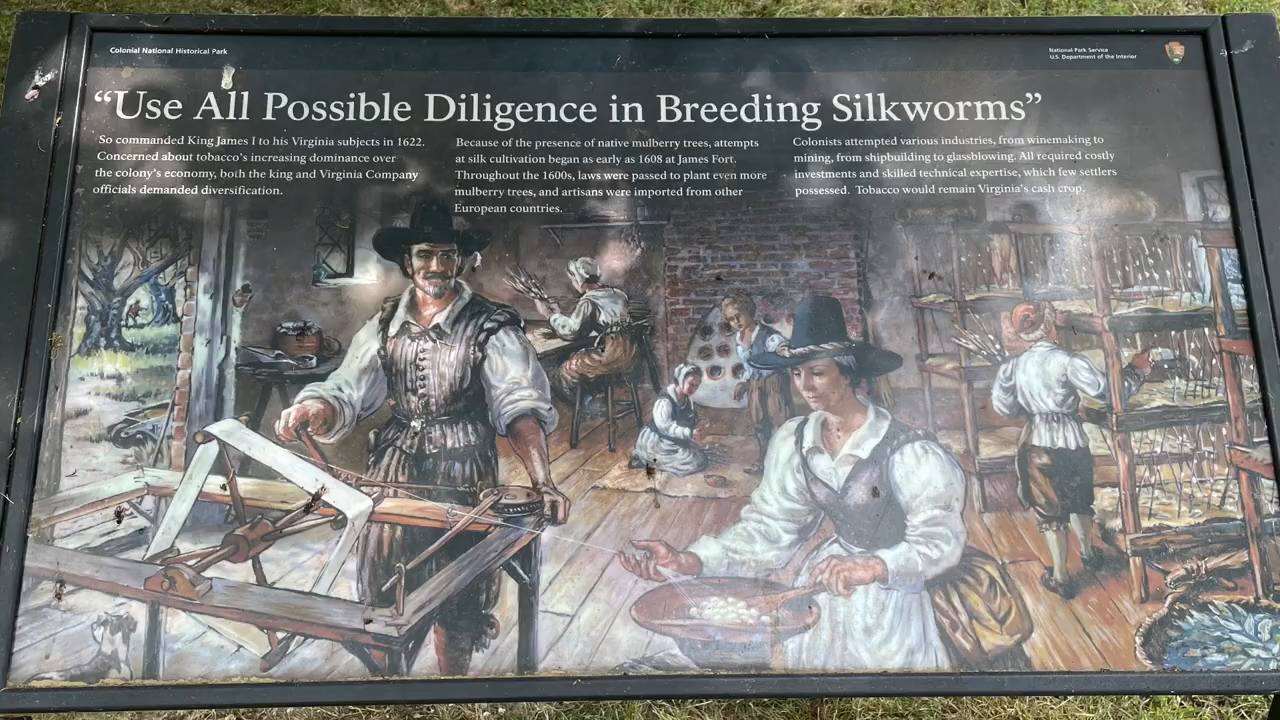 Colonial National Historical Park
National Park Service
U.S. Department of the Interior
“Use All Possible Diligence in Breeding Silkworms”
So commanded King James I to his Virginia subjects in 1622.
Concerned about tobacco’s increasing dominance over
the colony’s economy, both the king and Virginia Company
officials demanded diversification.
Because of the presence of native mulberry trees, attempts
at silk cultivation began as early as 1608 at James Fort.
Throughout the 1600s, laws were passed to plant even more
mulberry trees, and artisans were imported from other
European countries.
Colonists attempted various industries, from winemaking to
mining, from shipbuilding to glassblowing. All required costly
investments and skilled technical expertise, which few settlers
possessed. Tobacco would remain Virginia’s cash crop.